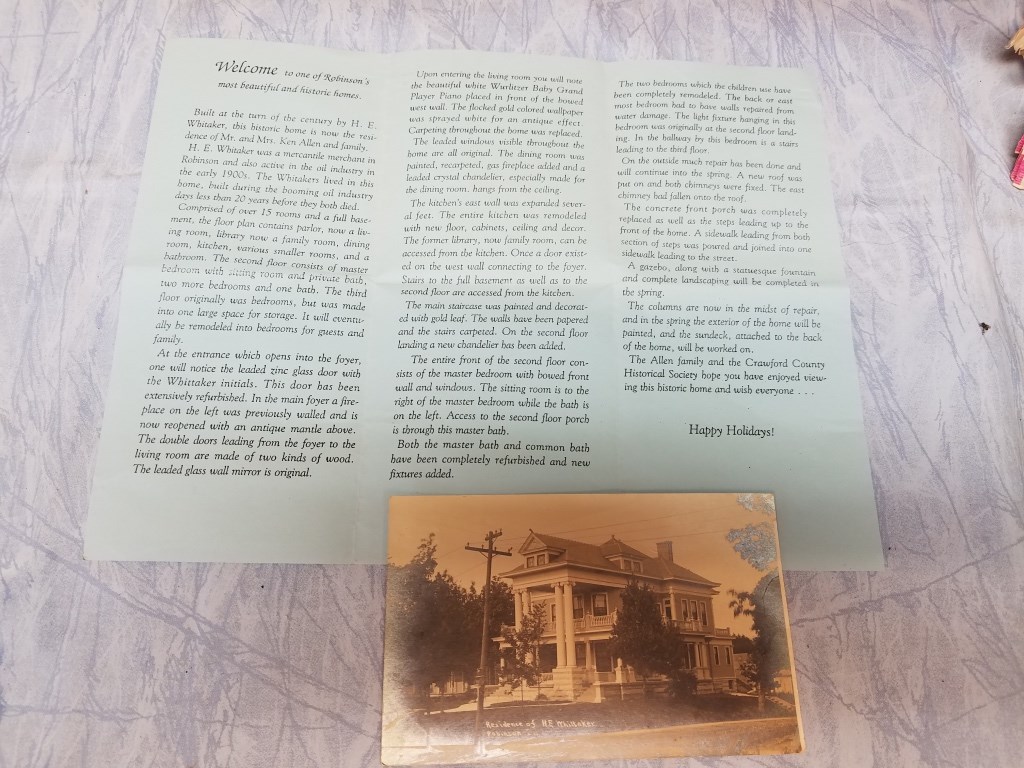 Welcome to one of Robinson's
most beautiful and historic homes.
Built at the turn of the century by H. E.
Whitaker, this historic home is now the resi-
dence of Mr. and Mrs. Ken Allen and family.
H. E. Whitaker was a mercantile merchant in
Robinson and also active in the oil industry in
the early 1900s. The Whitakers lived in this
home, built during the booming oil industry
days less than 20 years before they both died.
Comprised of over 15 rooms and a full base-
ment, the floor plan contains parlor, now a liv-
ing room, library now a family room, dining
room, kitchen, various smaller rooms, and a
bathroom. The second floor consists of master
bedroom with sitting room and private bath,
two more bedrooms and one bath. The third
floor originally was bedrooms, but was made
into one large space for storage. It will eventu-
ally be remodeled into bedrooms for guests and
family.
At the entrance which opens into the foyer,
one will notice the leaded zinc glass door with
the Whittaker initials. This door has been
extensively refurbished. In the main foyer a fire-
place on the left was previously walled and is
now reopened with an antique mantle above.
The double doors leading from the foyer to the
living room are made of two kinds of wood.
The leaded glass wall mirror is original.
Upon entering the living room you will note
the beautiful white Wurlitzer Baby Grand
Player Piano placed in front of the bowed
west wall. The flocked gold colored wallpaper
was sprayed white for an antique effect.
Carpeting throughout the home was replaced.
The leaded windows visible throughout the
home are all original. The dining room was
painted, recarpeted, gas fireplace added and a
leaded crystal chandelier, especially made for
the dining room, hangs from the ceiling.
The kitchen's east wall was expanded sever-
al feet. The entire kitchen was remodeled
with new floor, cabinets, ceiling and decor.
The former library, now family room, can be
accessed from the kitchen. Once a door exist-
ed on the west wall connecting to the foyer.
Stairs to the full basement as well as to the
second floor are accessed from the kitchen.
The main staircase was painted and decorat-
ed with gold leaf. The walls have been papered
and the stairs carpeted. On the second floor
landing a new chandelier has been added.
The entire front of the second floor con-
sists of the master bedroom with bowed front
wall and windows. The sitting room is to the
right of the master bedroom while the bath is
on the left. Access to the second floor porch
is through this master bath.
Both the master bath and common bath
have been completely refurbished and new
fixtures added.
The two bedrooms which the children use have
been completely remodeled. The back or east
most bedroom had to have walls repaired from
water damage. The light fixture hanging in this
bedroom was originally at the second floor land-
ing. In the hallway by this bedroom is a stairs
leading to the third floor.
On the outside much repair has been done and
will continue into the spring. A new roof was
put on and both chimneys were fixed. The east
chimney had fallen onto the roof.
The concrete front porch was completely
replaced as well as the steps leading up to the
front of the home. A sidewalk leading from both
section of steps was poured and joined into one
sidewalk leading to the street.
A gazebo, along with a statuesque fountain
and complete landscaping will be completed in
the spring.
The columns are now in the midst of repair,
and in the spring the exterior of the home will be
painted, and the sundeck, attached to the back
of the home, will be worked on.
The Allen family and the Crawford County
Historical Society hope you have enjoyed view-
ing this historic home and wish everyone . . .
Happy Holidays!
Residence of H.E. Whittaker
Robinson